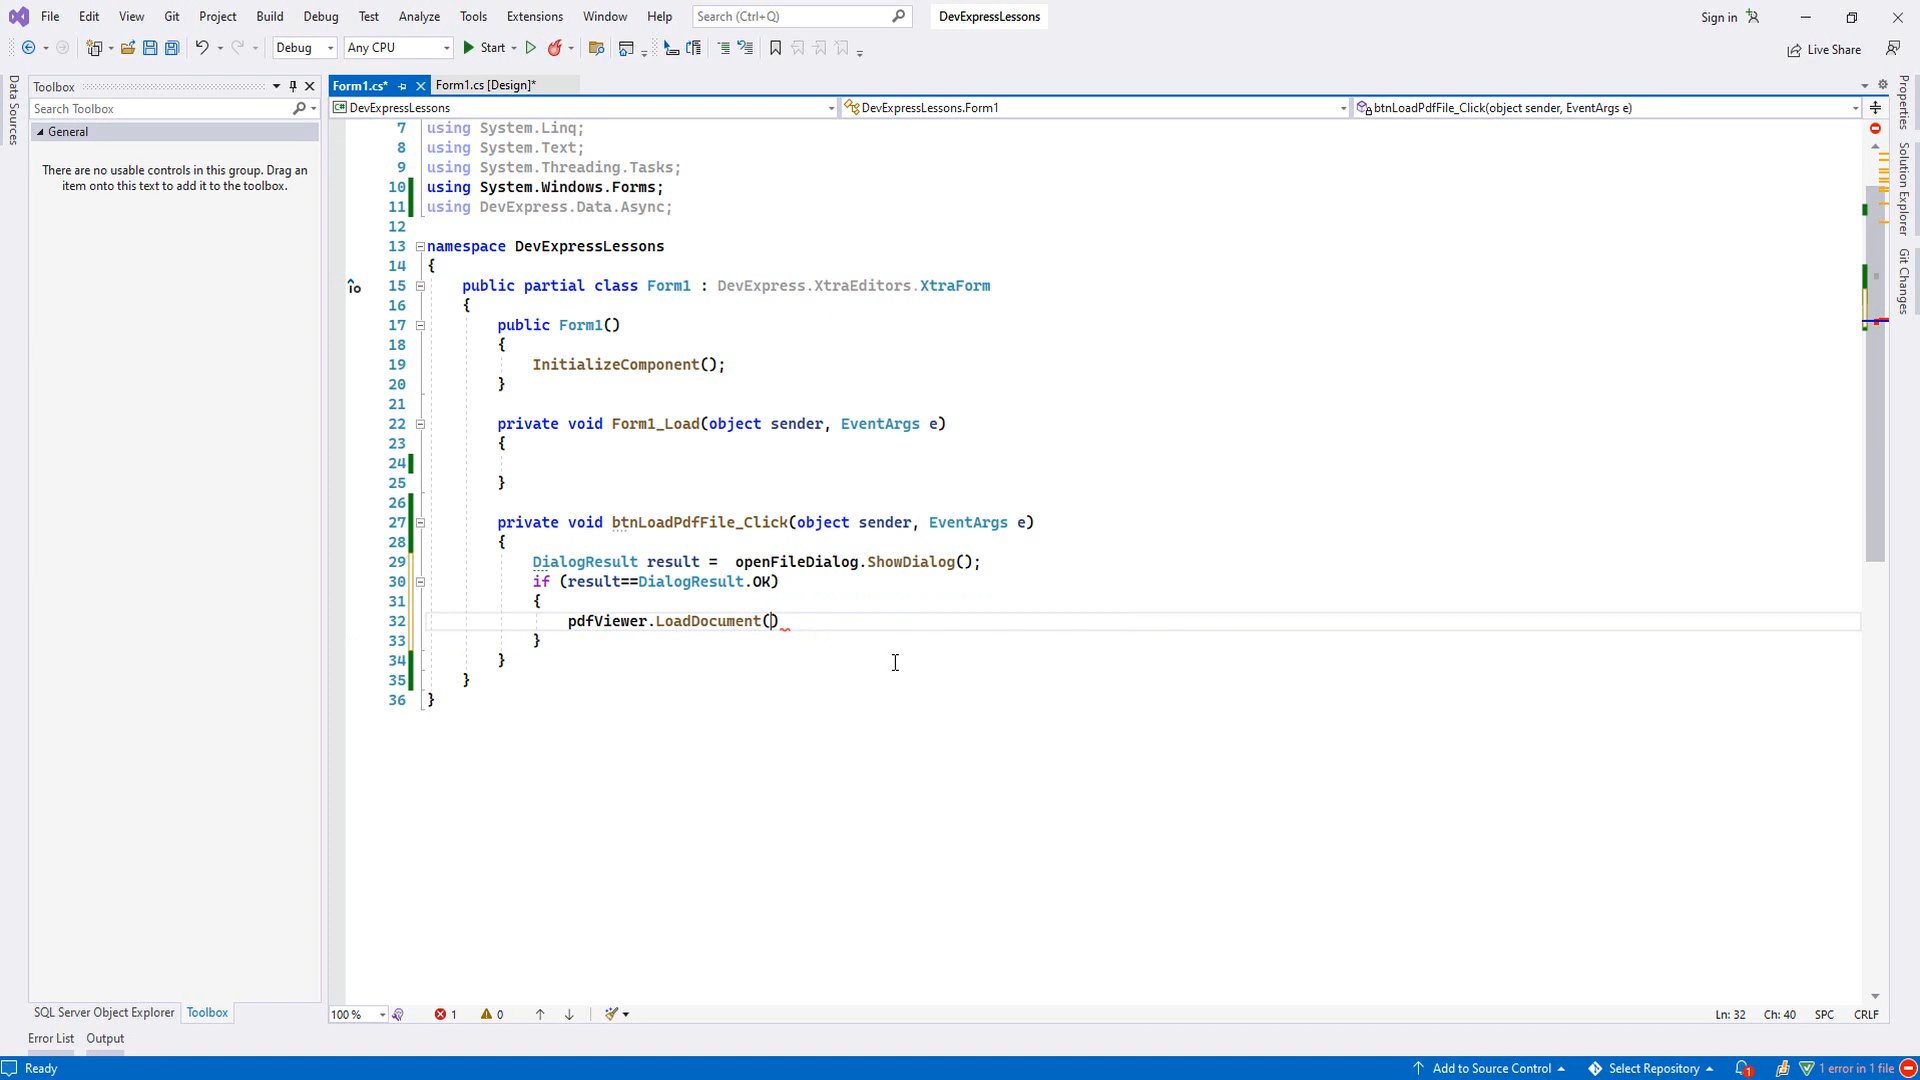 File Edit View Git Project Build Debug Test Analyze Tools Extensions Window Help Search (Ctrl+Q) DevExpressLessons Sign in
Debug Any CPU Start Live Share
Toolbox
Search Toolbox
General
There are no usable controls in this group. Drag an
item onto this text to add it to the toolbox.
Data Sources
Form1.cs* Form1.cs [Design]*
DevExpressLessons DevExpressLessons.Form1 btnLoadPdfFile_Click(object sender, EventArgs e)
7 using System.Linq;
8 using System.Text;
9 using System.Threading.Tasks;
10 using System.Windows.Forms;
11 using DevExpress.Data.Async;
12
13 namespace DevExpressLessons
14 {
15 public partial class Form1 : DevExpress.XtraEditors.XtraForm
16 {
17 public Form1()
18 {
19 InitializeComponent();
20 }
21
22 private void Form1_Load(object sender, EventArgs e)
23 {
24
25 }
26
27 private void btnLoadPdfFile_Click(object sender, EventArgs e)
28 {
29 DialogResult result = openFileDialog.ShowDialog();
30 if (result==DialogResult.OK)
31 {
32 pdfViewer.LoadDocument()
33 }
34 }
35 }
36 }
Properties
Solution Explorer
Git Changes
SQL Server Object Explorer Toolbox
100 % 1 0 Ln: 32 Ch: 40 SPC CRLF
Error List Output
Ready Add to Source Control Select Repository 1 1 error in 1 file